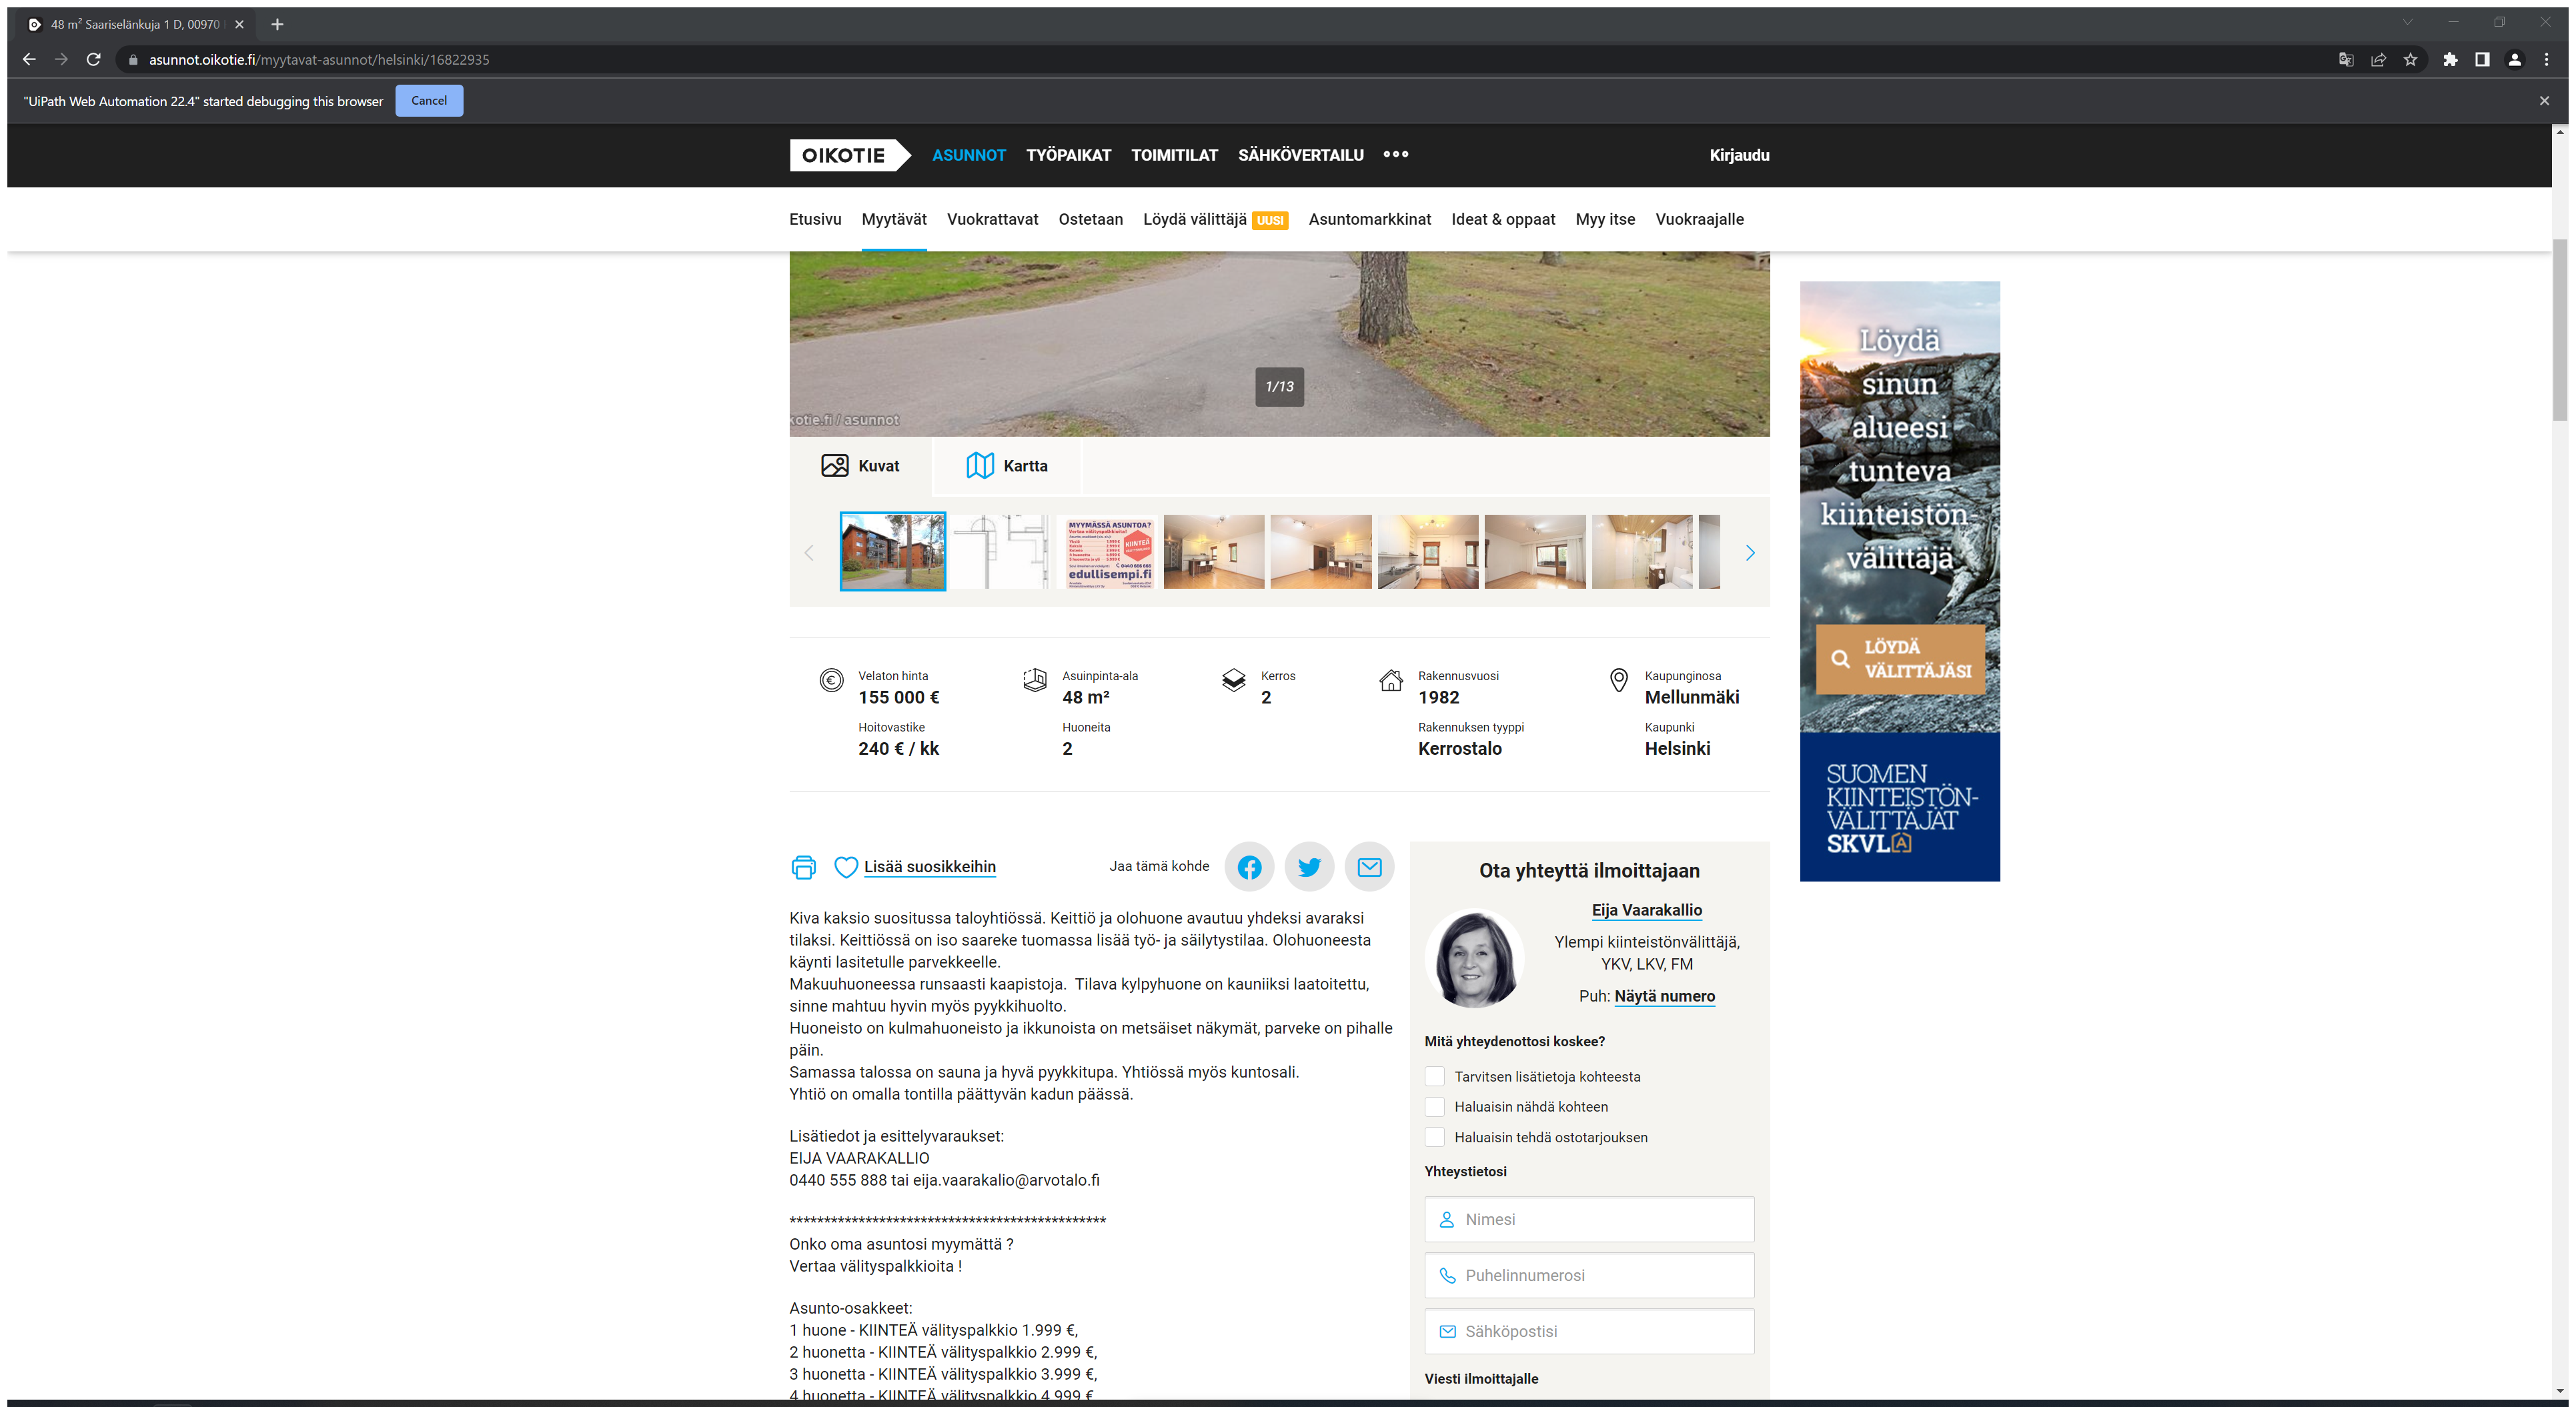 48 m² Saariselänkuja 1 D, 00970
asunnot.oikotie.fi/myytavat-asunnot/helsinki/16822935
"UiPath Web Automation 22.4" started debugging this browser Cancel
OIKOTIE ASUNNOT TYÖPAIKAT TOIMITILAT SÄHKÖVERTAILU Kirjaudu
Etusivu Myytävät Vuokrattavat Ostetaan Löydä välittäjä UUSI Asuntomarkkinat Ideat & oppaat Myy itse Vuokraajalle
1/13
kotie.fi / asunnot
Kuvat Kartta
MYYMÄSSÄ ASUNTOA?
Vertaa välityspalkkioita!
KIINTEÄ
edullisempi.fi
Velaton hinta
155 000 €
Hoitovastike
240 € / kk
Asuinpinta-ala
48 m²
Huoneita
2
Kerros
2
Rakennusvuosi
1982
Rakennuksen tyyppi
Kerrostalo
Kaupunginosa
Mellunmäki
Kaupunki
Helsinki
Lisää suosikkeihin Jaa tämä kohde
Kiva kaksio suositussa taloyhtiössä. Keittiö ja olohuone avautuu yhdeksi avaraksi
tilaksi. Keittiössä on iso saareke tuomassa lisää työ- ja säilytystilaa. Olohuoneesta
käynti lasitetulle parvekkeelle.
Makuuhuoneessa runsaasti kaapistoja.  Tilava kylpyhuone on kauniiksi laatoitettu,
sinne mahtuu hyvin myös pyykkihuolto.
Huoneisto on kulmahuoneisto ja ikkunoista on metsäiset näkymät, parveke on pihalle
päin.
Samassa talossa on sauna ja hyvä pyykkitupa. Yhtiössä myös kuntosali.
Yhtiö on omalla tontilla päättyvän kadun päässä.
Lisätiedot ja esittelyvaraukset:
EIJA VAARAKALLIO
0440 555 888 tai eija.vaarakalio@arvotalo.fi
***********************************************
Onko oma asuntosi myymättä ?
Vertaa välityspalkkioita !
Asunto-osakkeet:
1 huone - KIINTEÄ välityspalkkio 1.999 €,
2 huonetta - KIINTEÄ välityspalkkio 2.999 €,
3 huonetta - KIINTEÄ välityspalkkio 3.999 €,
4 huonetta - KIINTEÄ välityspalkkio 4.999 €
Ota yhteyttä ilmoittajaan
Eija Vaarakallio
Ylempi kiinteistönvälittäjä,
YKV, LKV, FM
Puh: Näytä numero
Mitä yhteydenottosi koskee?
Tarvitsen lisätietoja kohteesta
Haluaisin nähdä kohteen
Haluaisin tehdä ostotarjouksen
Yhteystietosi
Nimesi
Puhelinnumerosi
Sähköpostisi
Viesti ilmoittajalle
Löydä
sinun
alueesi
tunteva
kiinteistön-
välittäjä
LÖYDÄ
VÄLITTÄJÄSI
SUOMEN
KIINTEISTÖN-
VÄLITTÄJÄT
SKVL